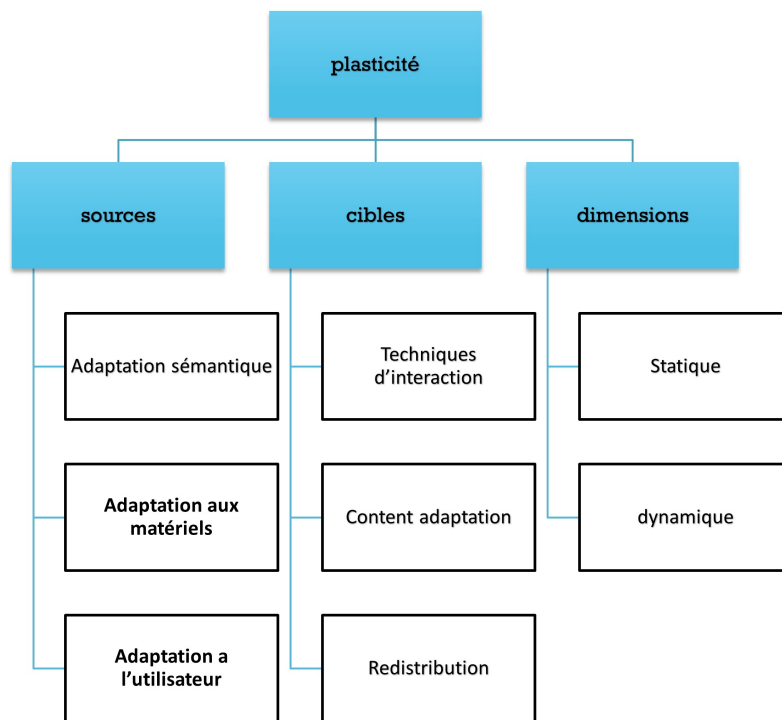 plasticité
sources
cibles
dimensions
Adaptation sémantique
Techniques
d’interaction
Statique
Adaptation aux
matériels
Content adaptation
dynamique
Adaptation a
l’utilisateur
Redistribution